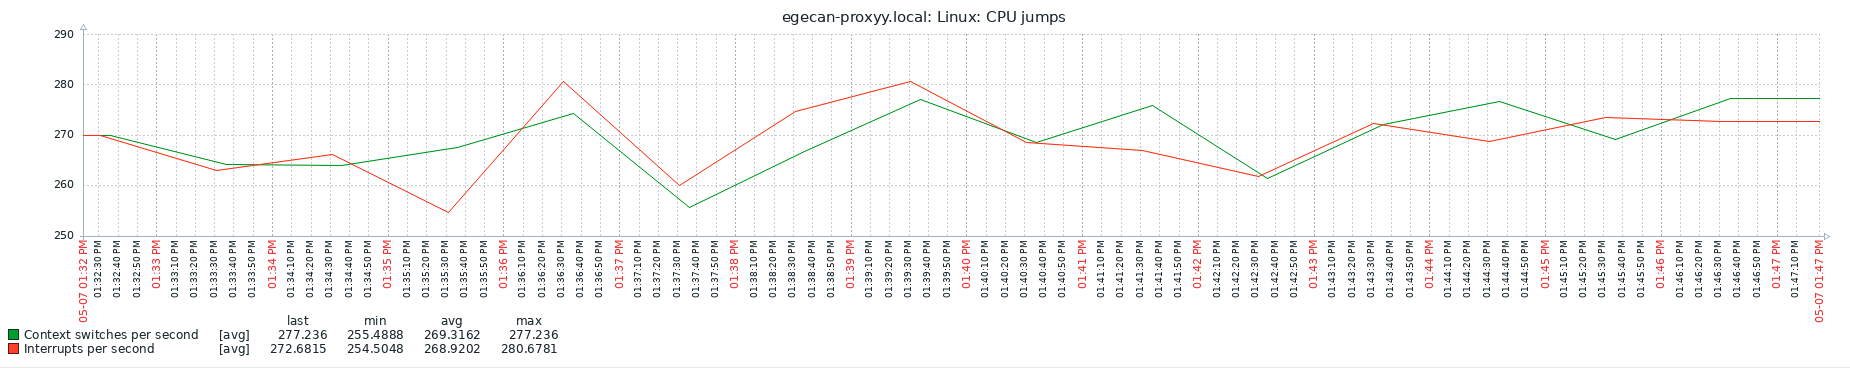 egecan-proxyy.local: Linux: CPU jumps
290
280
270
260
250
05-07 01:32 PM
01:32:30 PM
01:32:40 PM
01:32:50 PM
01:33 PM
01:33:10 PM
01:33:20 PM
01:33:30 PM
01:33:40 PM
01:33:50 PM
01:34 PM
01:34:10 PM
01:34:20 PM
01:34:30 PM
01:34:40 PM
01:34:50 PM
01:35 PM
01:35:10 PM
01:35:20 PM
01:35:30 PM
01:35:40 PM
01:35:50 PM
01:36 PM
01:36:10 PM
01:36:20 PM
01:36:30 PM
01:36:40 PM
01:36:50 PM
01:37 PM
01:37:10 PM
01:37:20 PM
01:37:30 PM
01:37:40 PM
01:37:50 PM
01:38 PM
01:38:10 PM
01:38:20 PM
01:38:30 PM
01:38:40 PM
01:38:50 PM
01:39 PM
01:39:10 PM
01:39:20 PM
01:39:30 PM
01:39:40 PM
01:39:50 PM
01:40 PM
01:40:10 PM
01:40:20 PM
01:40:30 PM
01:40:40 PM
01:40:50 PM
01:41 PM
01:41:10 PM
01:41:20 PM
01:41:30 PM
01:41:40 PM
01:41:50 PM
01:42 PM
01:42:10 PM
01:42:20 PM
01:42:30 PM
01:42:40 PM
01:42:50 PM
01:43 PM
01:43:10 PM
01:43:20 PM
01:43:30 PM
01:43:40 PM
01:43:50 PM
01:44 PM
01:44:10 PM
01:44:20 PM
01:44:30 PM
01:44:40 PM
01:44:50 PM
01:45 PM
01:45:10 PM
01:45:20 PM
01:45:30 PM
01:45:40 PM
01:45:50 PM
01:46 PM
01:46:10 PM
01:46:20 PM
01:46:30 PM
01:46:40 PM
01:46:50 PM
01:47 PM
01:47:10 PM
05-07 01:47 PM
last min avg max
Context switches per second [avg] 277.236 255.4888 269.3162 277.236
Interrupts per second [avg] 272.6815 254.5048 268.9202 280.6781